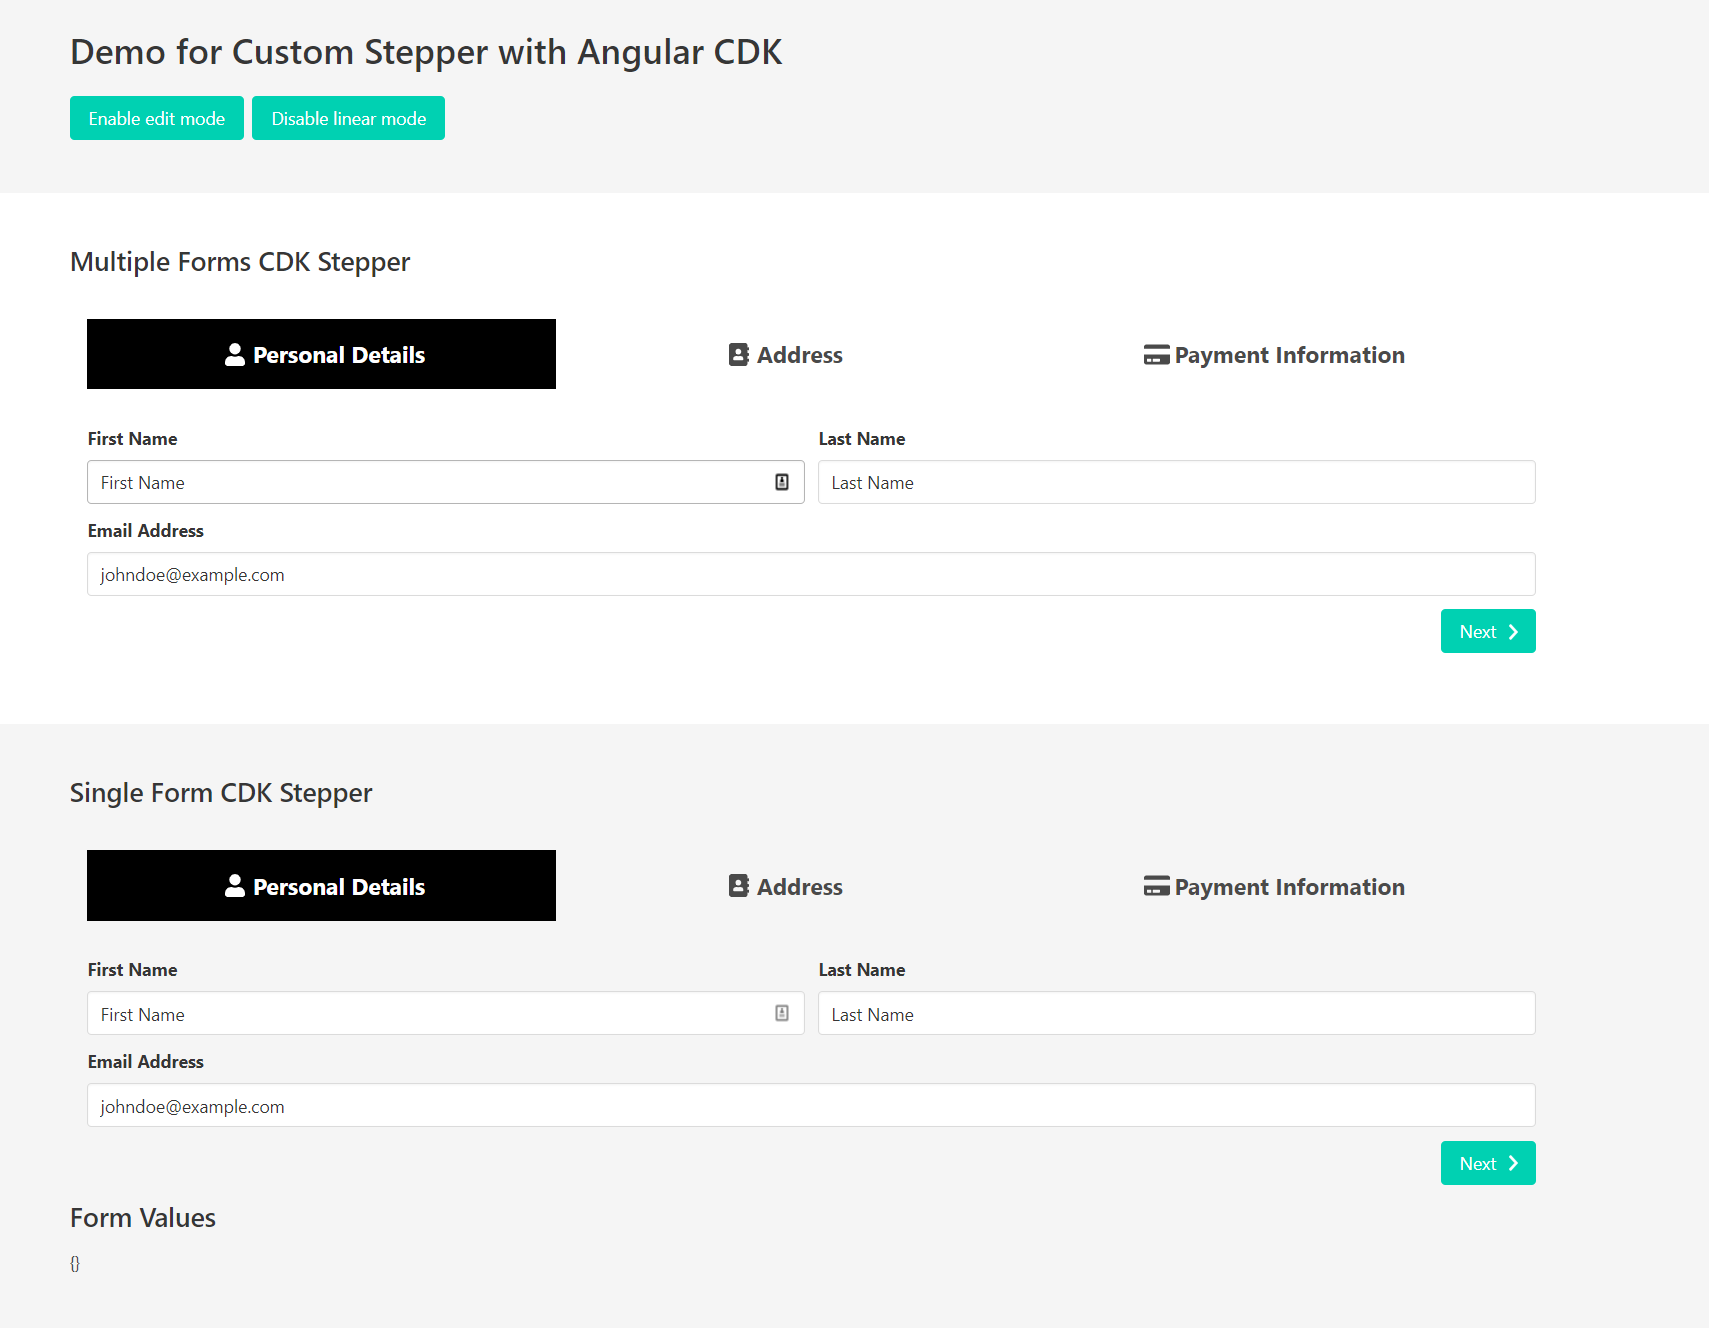 Demo for Custom Stepper with Angular CDK
Enable edit mode Disable linear mode
Multiple Forms CDK Stepper
Personal Details Address Payment Information
First Name Last Name
First Name Last Name
Email Address
johndoe@example.com
Next
Single Form CDK Stepper
Personal Details Address Payment Information
First Name Last Name
First Name Last Name
Email Address
johndoe@example.com
Next
Form Values
{}